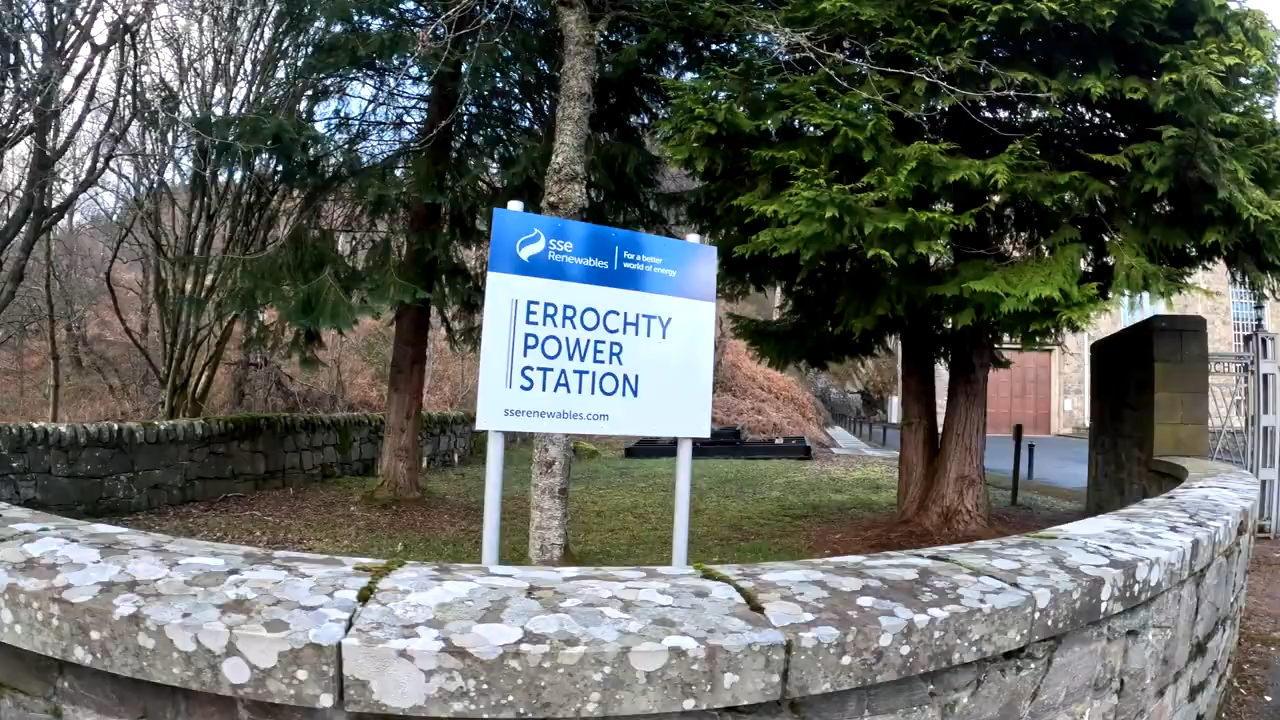 sse
Renewables
For a better
world of energy
ERROCHTY
POWER
STATION
sserenewables.com